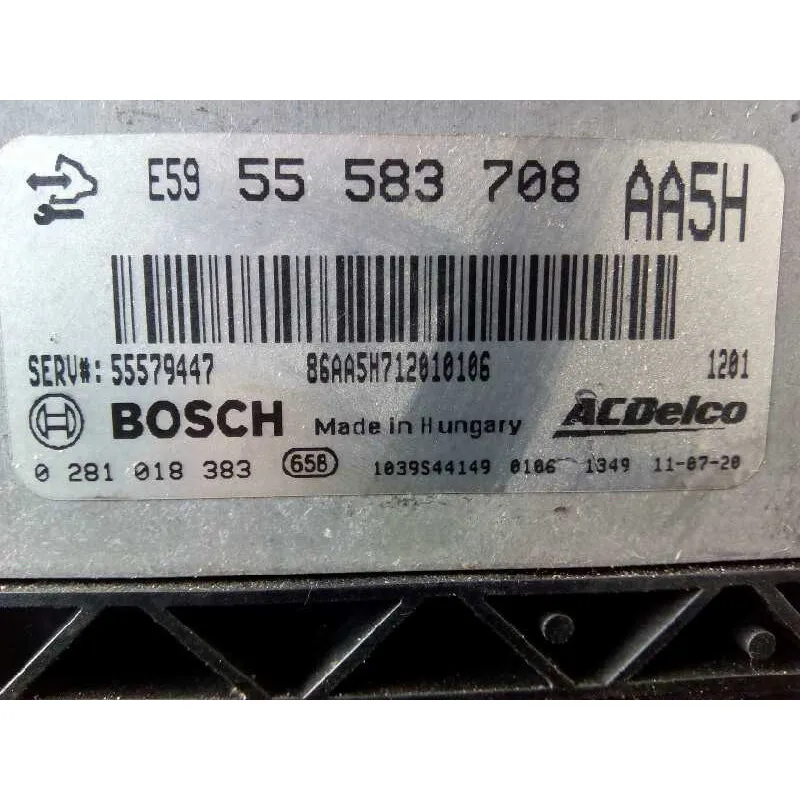 E59 55 583 708 AA5H
SERV#: 55579447 86AA5H712010106 1201
BOSCH Made in Hungary ACDelco
0 281 018 383 658 1039S44149 0106 1349 11-07-20